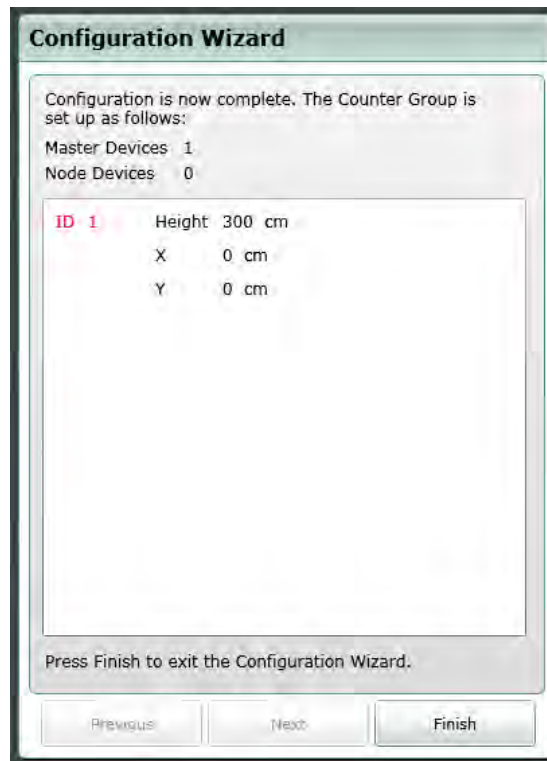 Configuration Wizard
Configuration is now complete. The Counter Group is
set up as follows:
Master Devices 1
Node Devices 0
ID 1 Height 300 cm
X 0 cm
Y 0 cm
Press Finish to exit the Configuration Wizard.
Previous Next Finish